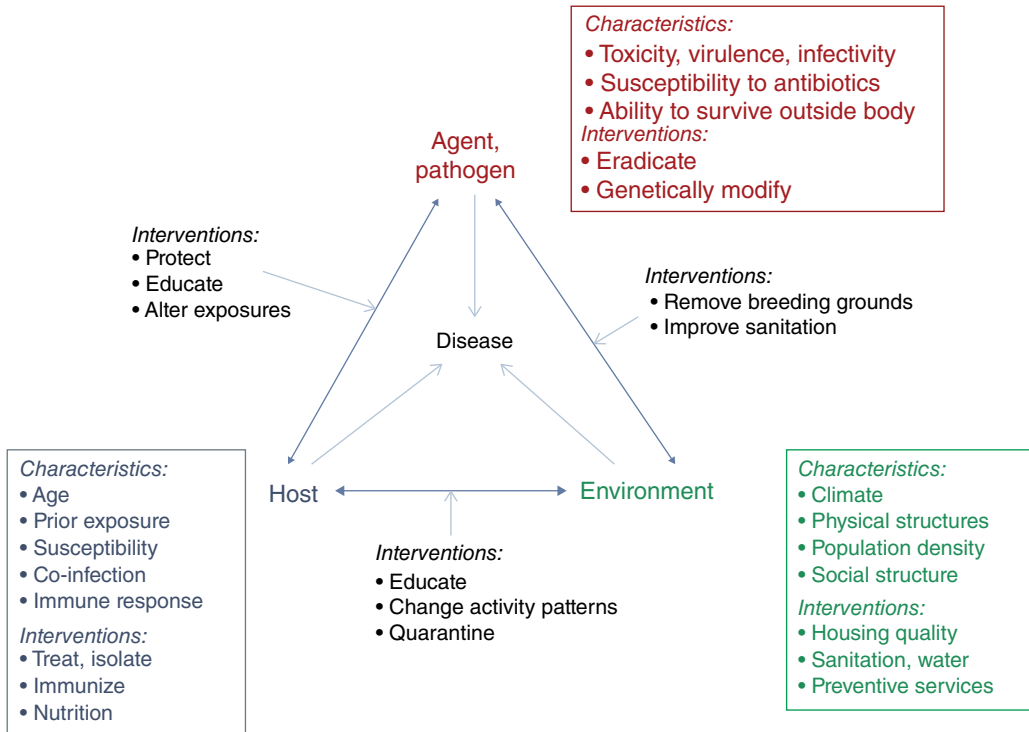 Characteristics:
• Toxicity, virulence, infectivity
• Susceptibility to antibiotics
• Ability to survive outside body
Interventions:
• Eradicate
• Genetically modify
Agent,
pathogen
Interventions:
• Protect
• Educate
• Alter exposures
Interventions:
• Remove breeding grounds
• Improve sanitation
Disease
Characteristics:
• Age
• Prior exposure
• Susceptibility
• Co-infection
• Immune response
Interventions:
• Treat, isolate
• Immunize
• Nutrition
Host
Environment
Interventions:
• Educate
• Change activity patterns
• Quarantine
Characteristics:
• Climate
• Physical structures
• Population density
• Social structure
Interventions:
• Housing quality
• Sanitation, water
• Preventive services